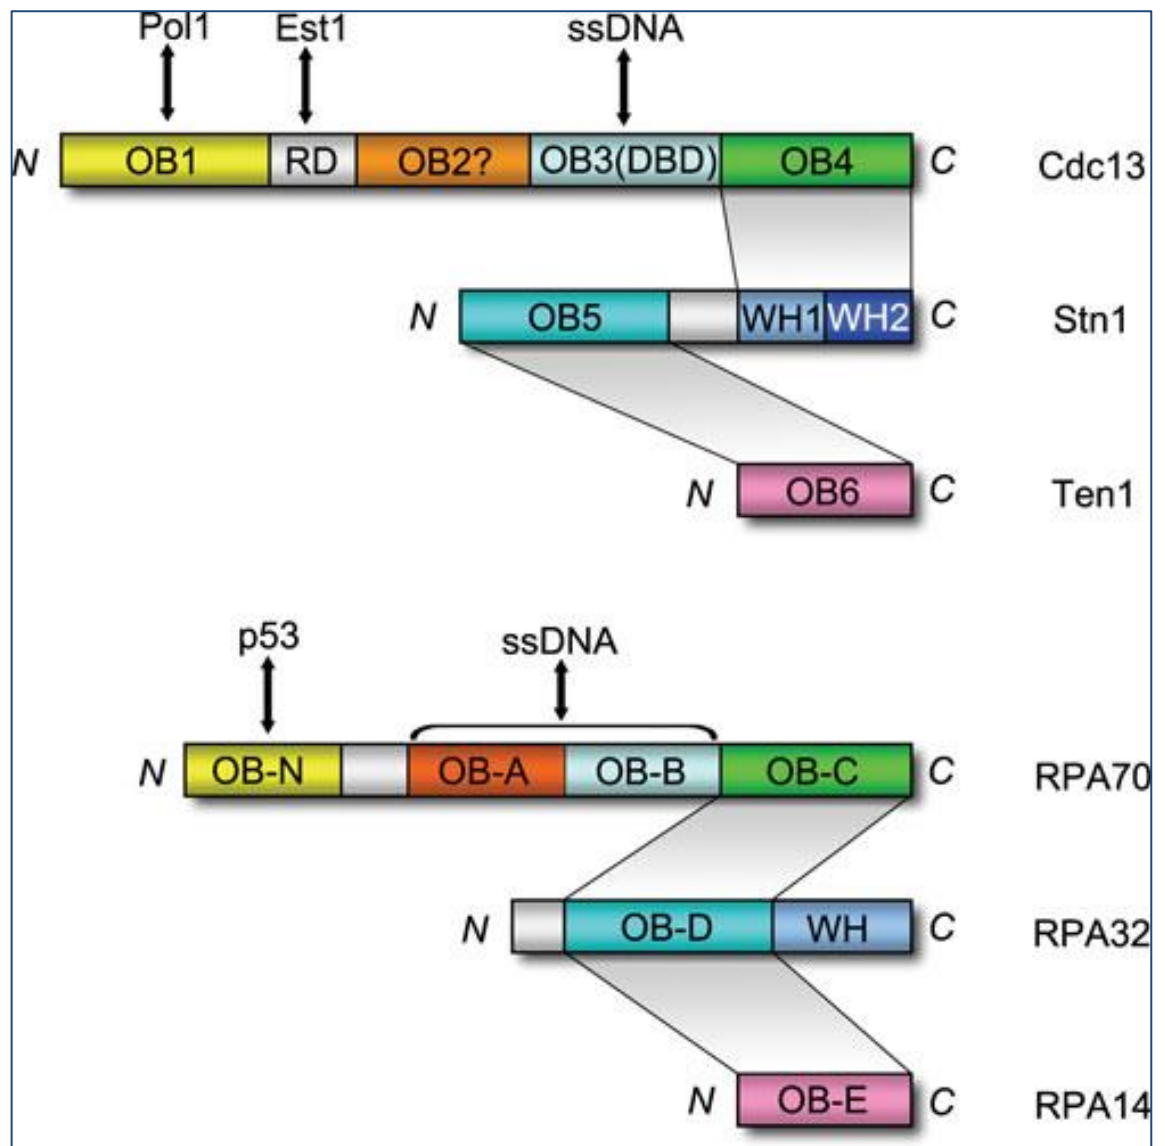 Pol1 Est1 ssDNA
N OB1 RD OB2? OB3(DBD) OB4 C Cdc13
N OB5 WH1 WH2 C Stn1
N OB6 C Ten1
p53 ssDNA
N OB-N OB-A OB-B OB-C C RPA70
N OB-D WH C RPA32
N OB-E C RPA14